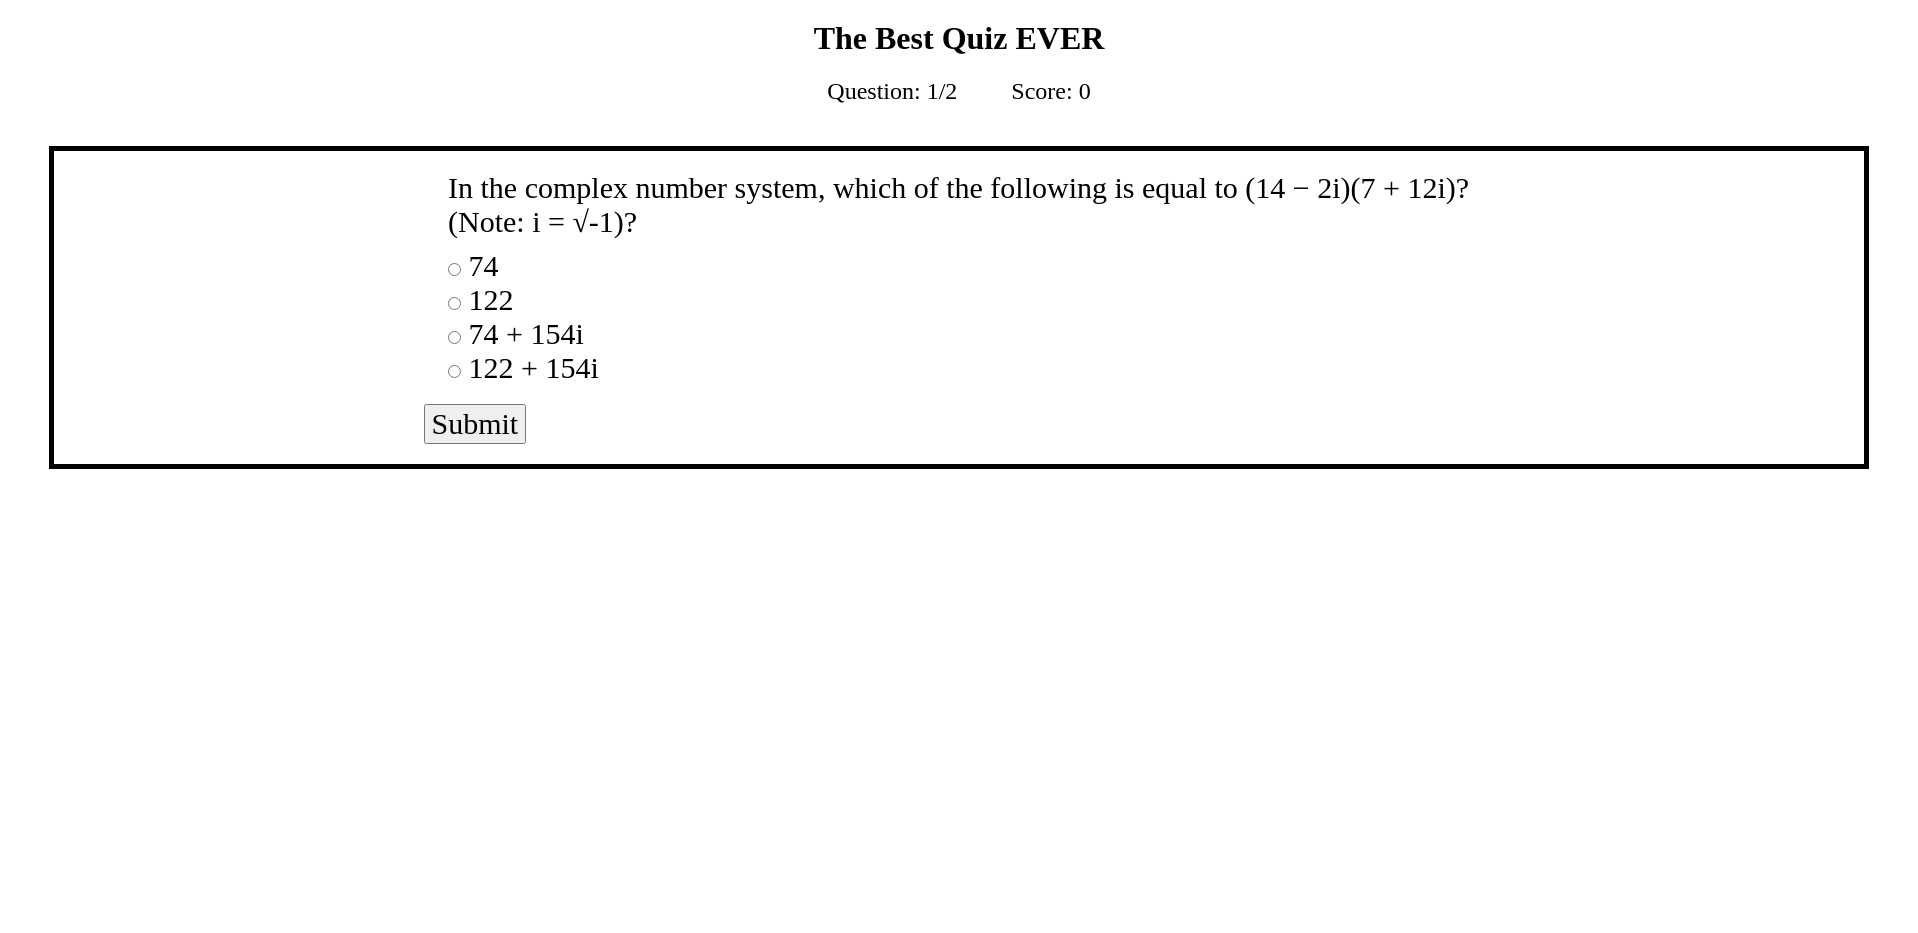 The Best Quiz EVER
Question: 1/2 Score: 0
In the complex number system, which of the following is equal to (14 − 2i)(7 + 12i)?
(Note: i = √-1)?
74
122
74 + 154i
122 + 154i
Submit